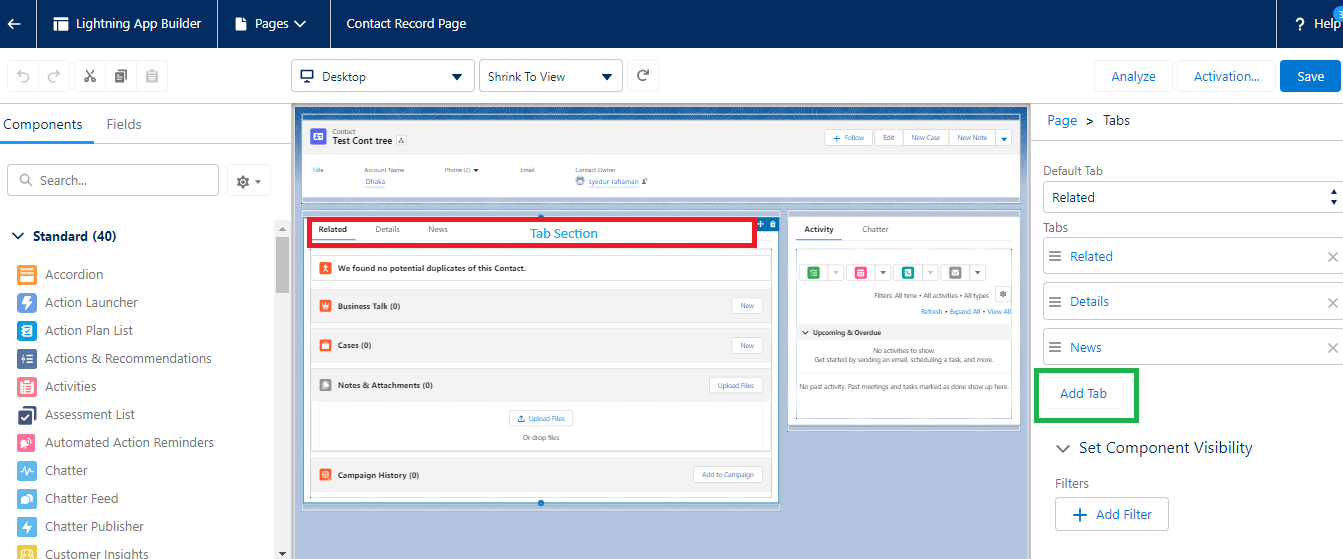 Lightning App Builder
Pages
Contact Record Page
? Help
Desktop
Shrink To View
Analyze
Activation...
Save
Components
Fields
Search...
Standard (40)
Accordion
Action Launcher
Action Plan List
Actions & Recommendations
Activities
Assessment List
Automated Action Reminders
Chatter
Chatter Feed
Chatter Publisher
Customer Insights
Contact
Test Cont tree
+ Follow
Edit
New Case
New Note
Title
Account Name
Phone (2)
Email
Contact Owner
Dhaka
syedur rahaman
Related
Details
News
Tab Section
We found no potential duplicates of this Contact.
Business Talk (0)
New
Cases (0)
New
Notes & Attachments (0)
Upload Files
Upload Files
Or drop files
Campaign History (0)
Add to Campaign
Activity
Chatter
Filters: All time • All activities • All types
Refresh • Expand All • View All
Upcoming & Overdue
No activities to show.
Get started by sending an email, scheduling a task, and more.
No past activity. Past meetings and tasks marked as done show up here.
Page > Tabs
Default Tab
Related
Tabs
Related
Details
News
Add Tab
Set Component Visibility
Filters
+ Add Filter